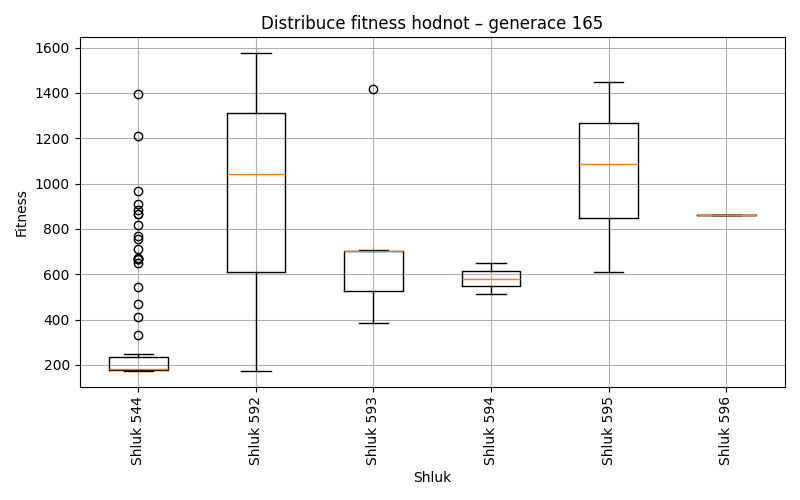 Distribuce fitness hodnot – generace 165
1600
1400
1200
1000
800
600
400
200
Fitness
Shluk 544
Shluk 592
Shluk 593
Shluk 594
Shluk 595
Shluk 596
Shluk